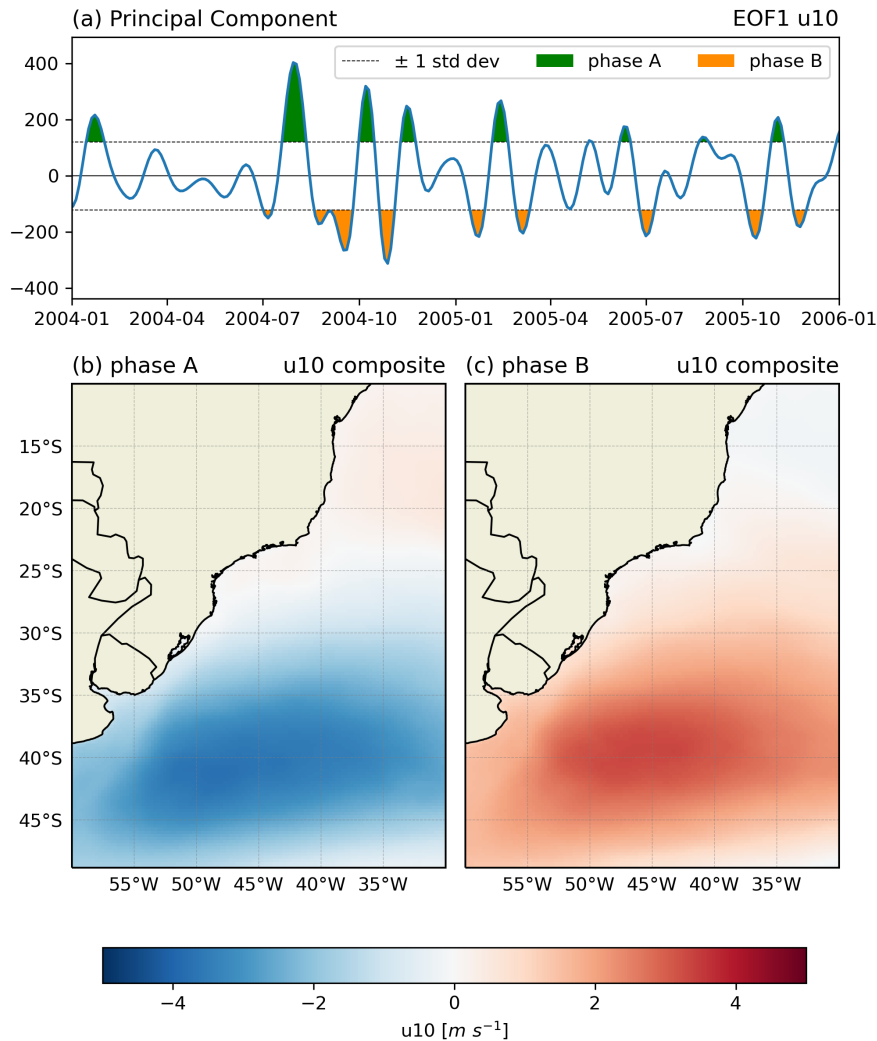 (a) Principal Component EOF1 u10
± 1 std dev phase A phase B
400
200
0
−200
−400
2004-01 2004-04 2004-07 2004-10 2005-01 2005-04 2005-07 2005-10 2006-01
(b) phase A u10 composite (c) phase B u10 composite
15°S
20°S
25°S
30°S
35°S
40°S
45°S
55°W 50°W 45°W 40°W 35°W 55°W 50°W 45°W 40°W 35°W
−4 −2 0 2 4
u10 [m s⁻¹]